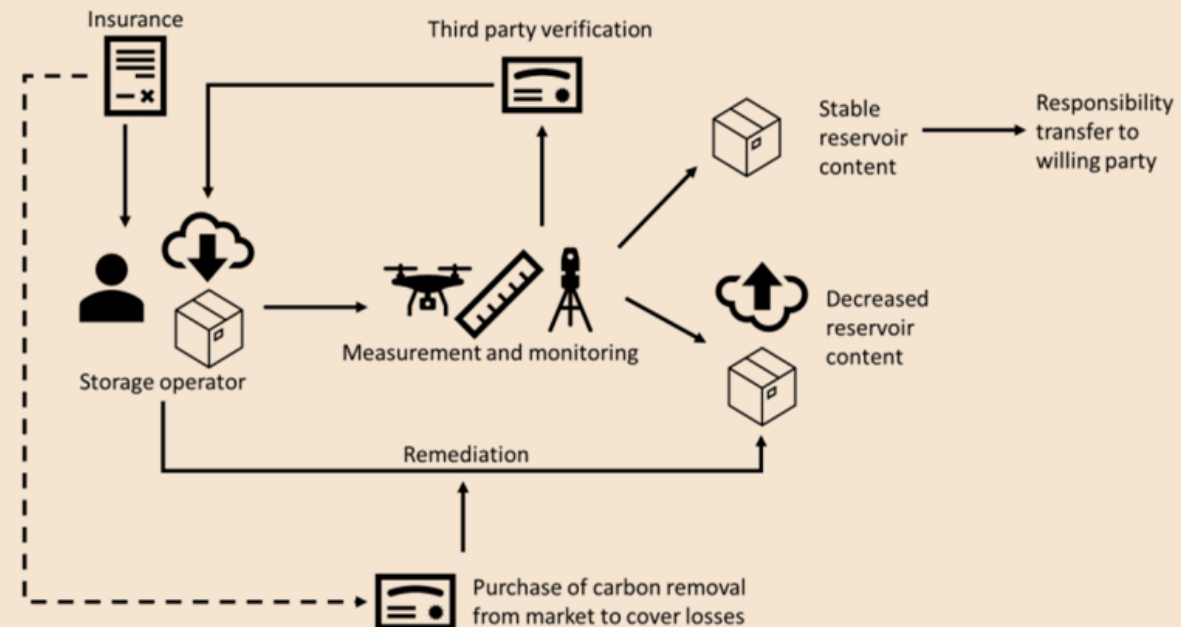 Insurance
Third party verification
Stable
reservoir
content
Responsibility
transfer to
willing party
Decreased
reservoir
content
Measurement and monitoring
Storage operator
Remediation
Purchase of carbon removal
from market to cover losses